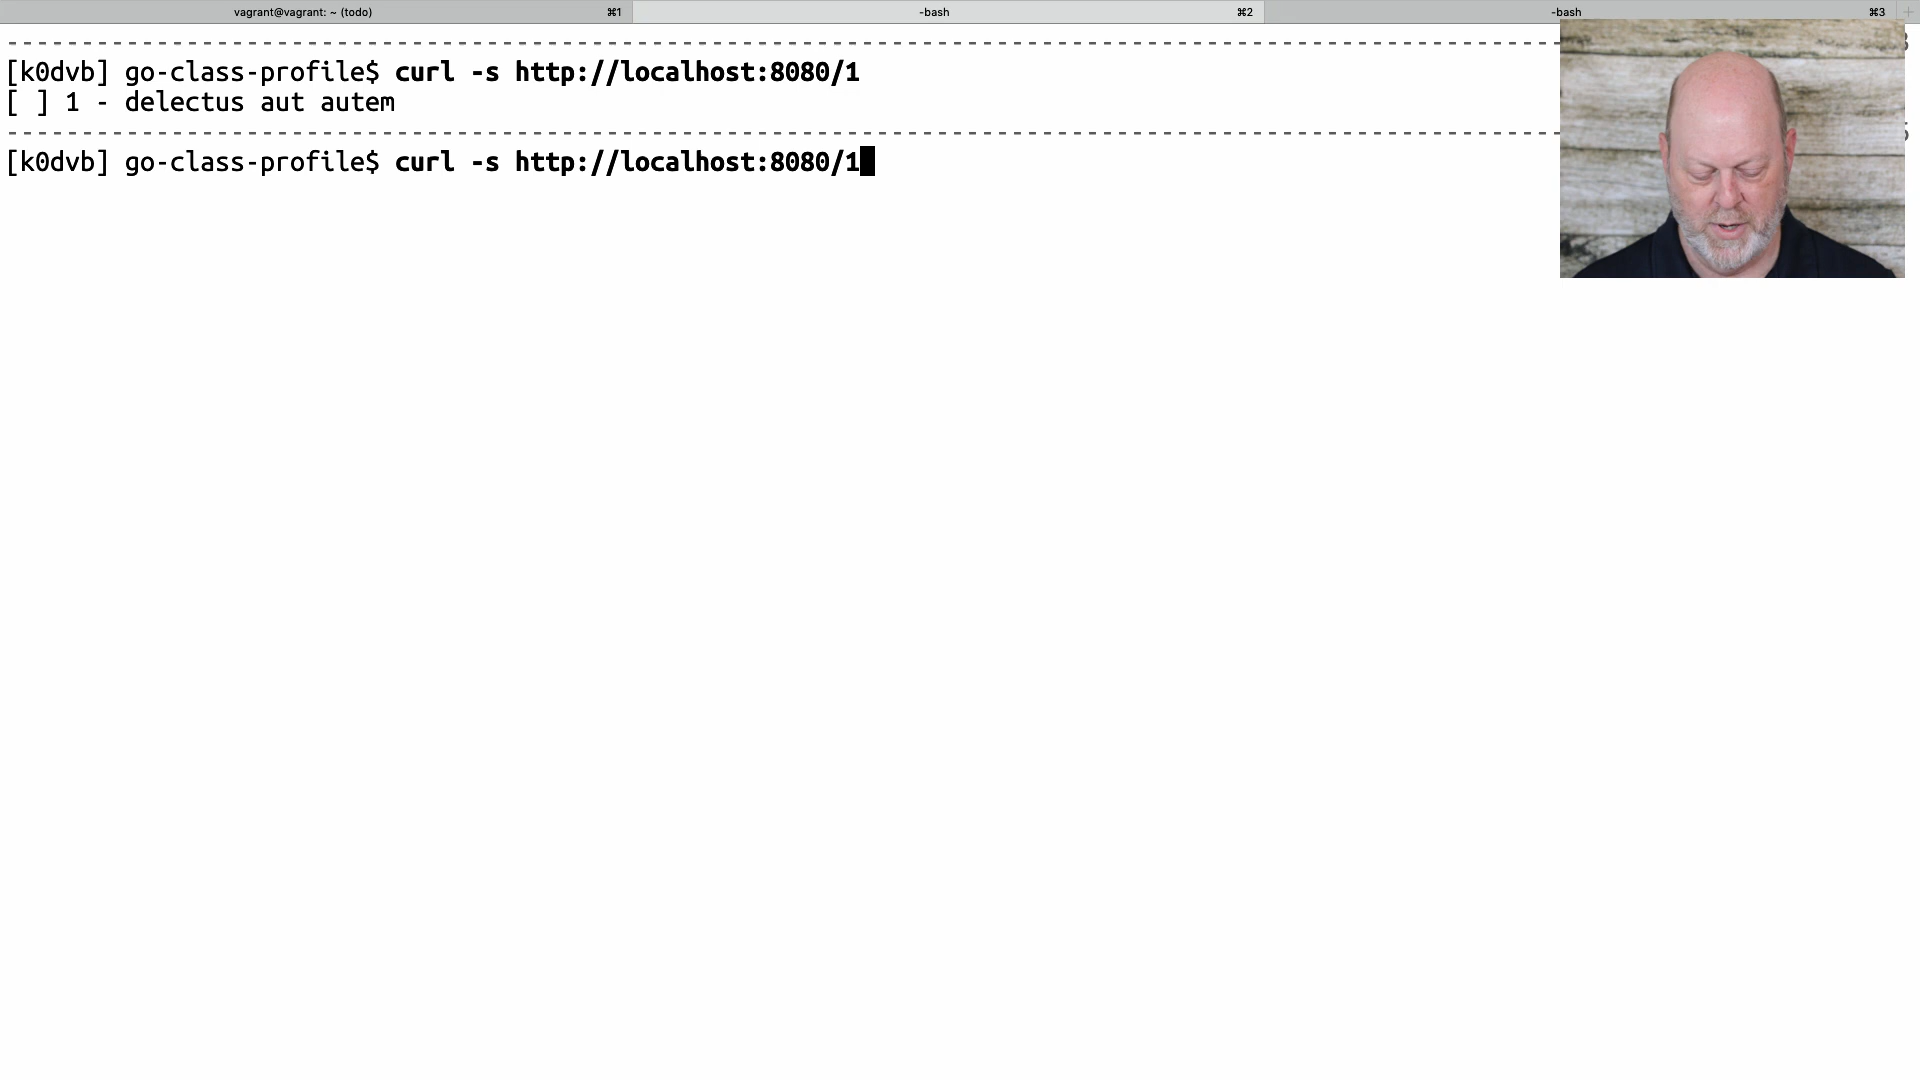 vagrant@vagrant: ~ (todo) ⌘1 -bash ⌘2 -bash ⌘3
[k0dvb] go-class-profile$ curl -s http://localhost:8080/1
[ ] 1 - delectus aut autem
[k0dvb] go-class-profile$ curl -s http://localhost:8080/1